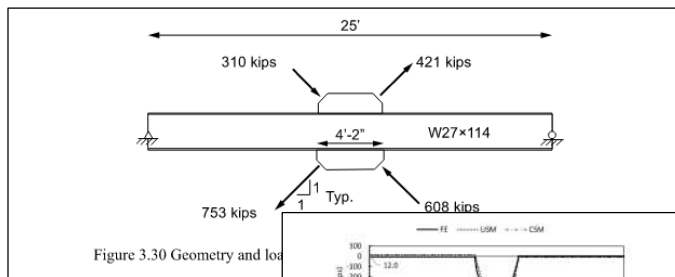 25'
310 kips
421 kips
4'-2"
W27×114
753 kips
1
1
Typ.
608 kips
Figure 3.30 Geometry and loa
FE USM CSM
100
0
-100
12.0